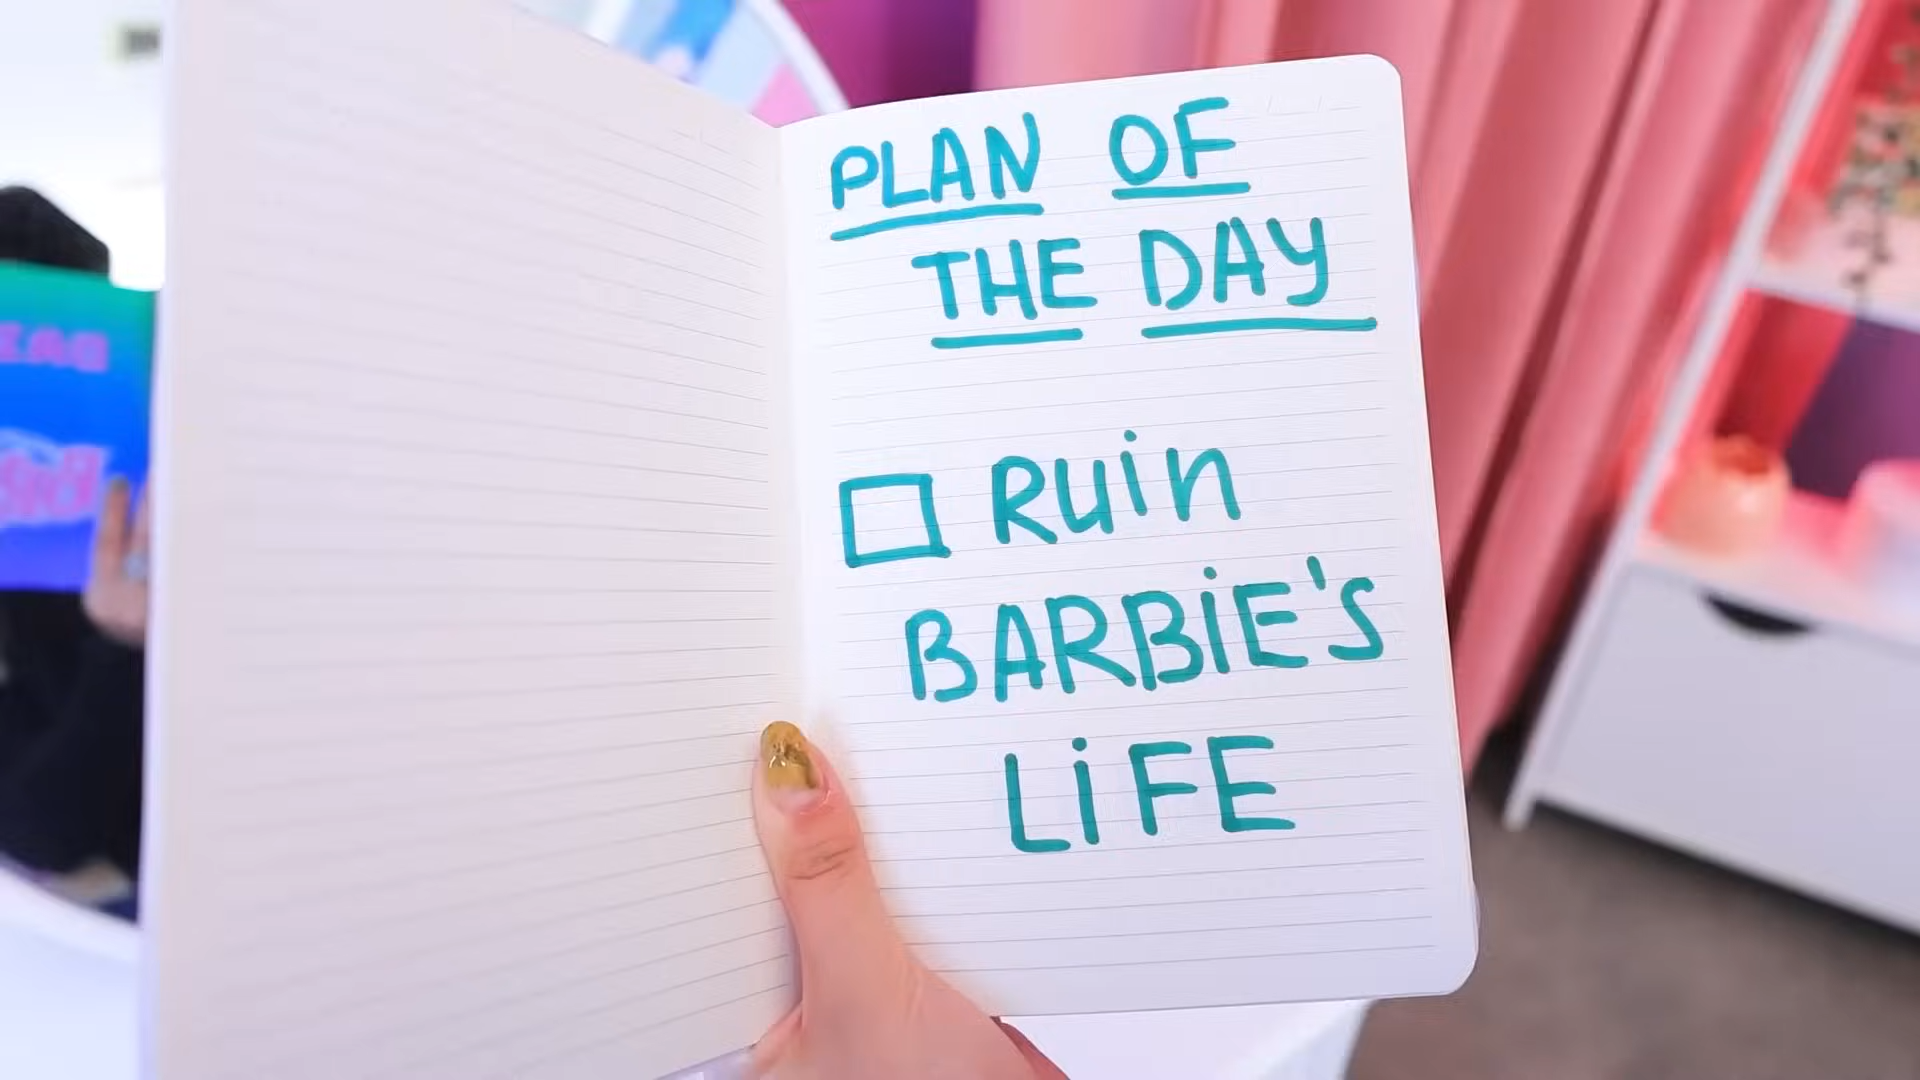 PLAN OF
THE DAY
Ruin
BARBiE's
LiFE